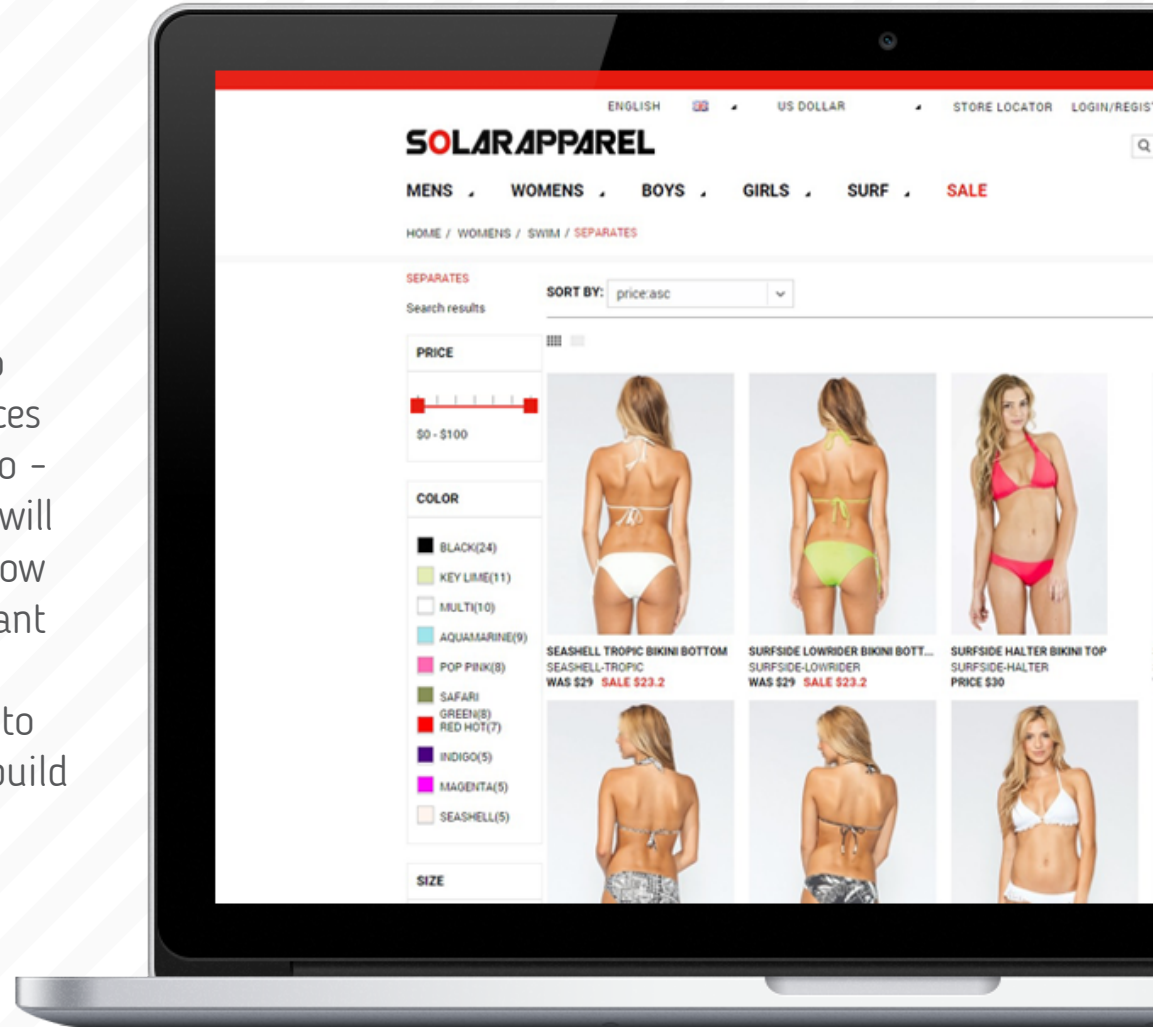 ces
o -
will
ow
ant
to
build
ENGLISH US DOLLAR STORE LOCATOR LOGIN/REGIST
SOLARAPPAREL
MENS WOMENS BOYS GIRLS SURF SALE
HOME / WOMENS / SWIM / SEPARATES
SEPARATES
Search results
SORT BY: price:asc
PRICE
$0 - $100
COLOR
BLACK(24)
KEY LIME(11)
MULTI(10)
AQUAMARINE(9)
POP PINK(8)
SAFARI
GREEN(8)
RED HOT(7)
INDIGO(5)
MAGENTA(5)
SEASHELL(5)
SIZE
SEASHELL TROPIC BIKINI BOTTOM
SEASHELL-TROPIC
WAS $29 SALE $23.2
SURFSIDE LOWRIDER BIKINI BOTT...
SURFSIDE-LOWRIDER
WAS $29 SALE $23.2
SURFSIDE HALTER BIKINI TOP
SURFSIDE-HALTER
PRICE $30